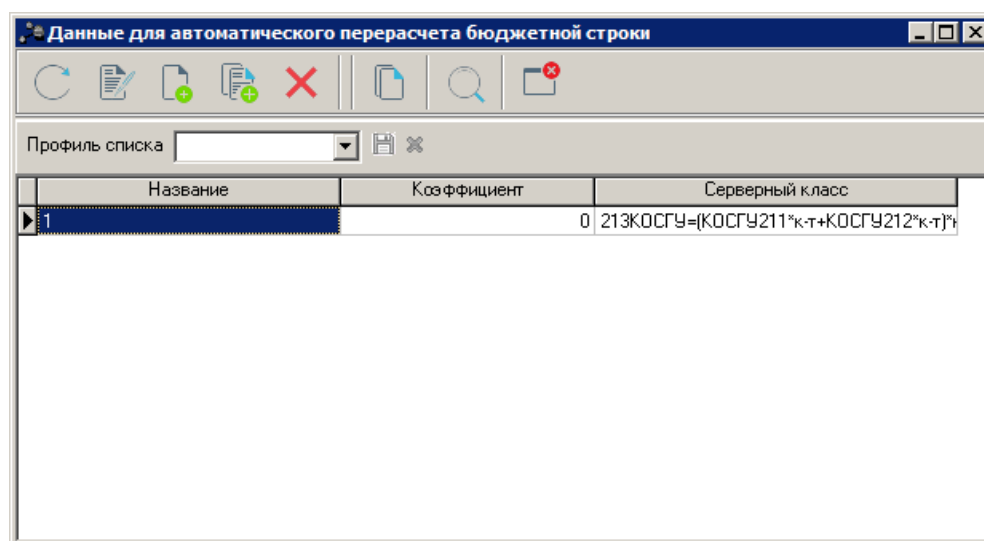 Данные для автоматического перерасчета бюджетной строки
Профиль списка
Название Коэффициент Серверный класс
1 0 213КОСГУ=(КОСГУ211*к-т+КОСГУ212*к-т)*